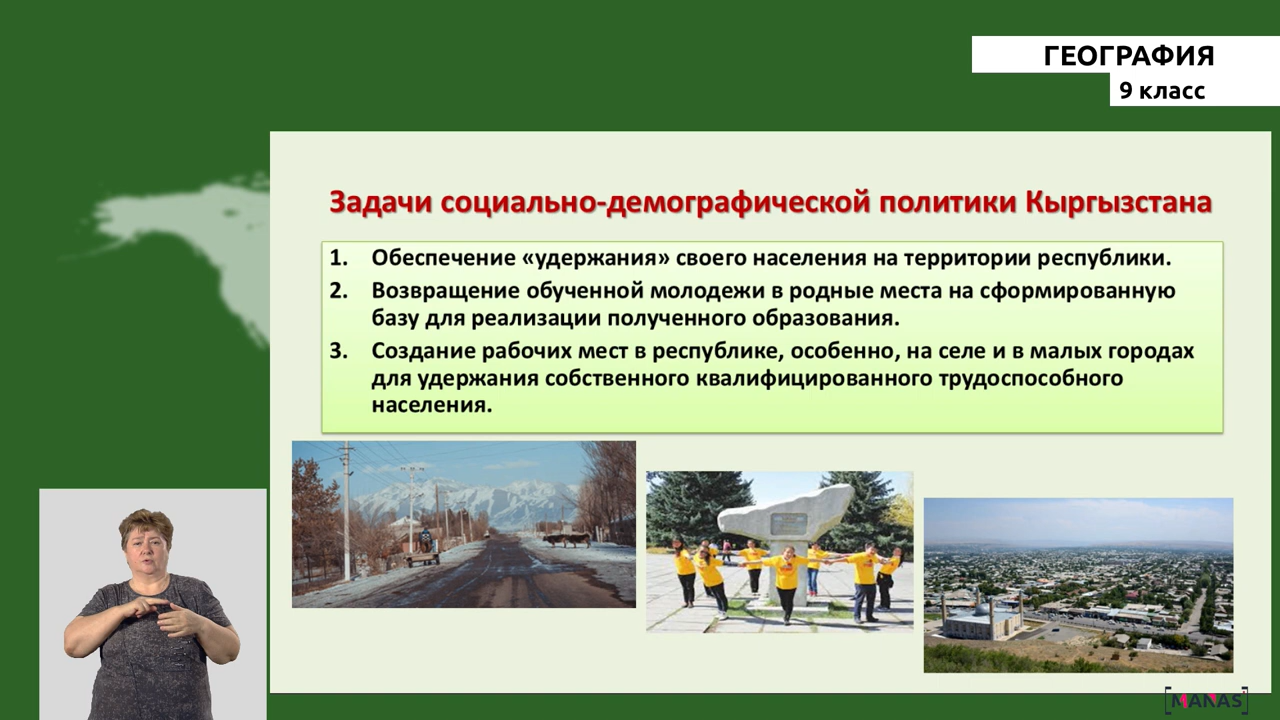 ГЕОГРАФИЯ
9 класс
Задачи социально-демографической политики Кыргызстана
1. Обеспечение «удержания» своего населения на территории республики.
2. Возвращение обученной молодежи в родные места на сформированную
базу для реализации полученного образования.
3. Создание рабочих мест в республике, особенно, на селе и в малых городах
для удержания собственного квалифицированного трудоспособного
населения.
[MANAS]